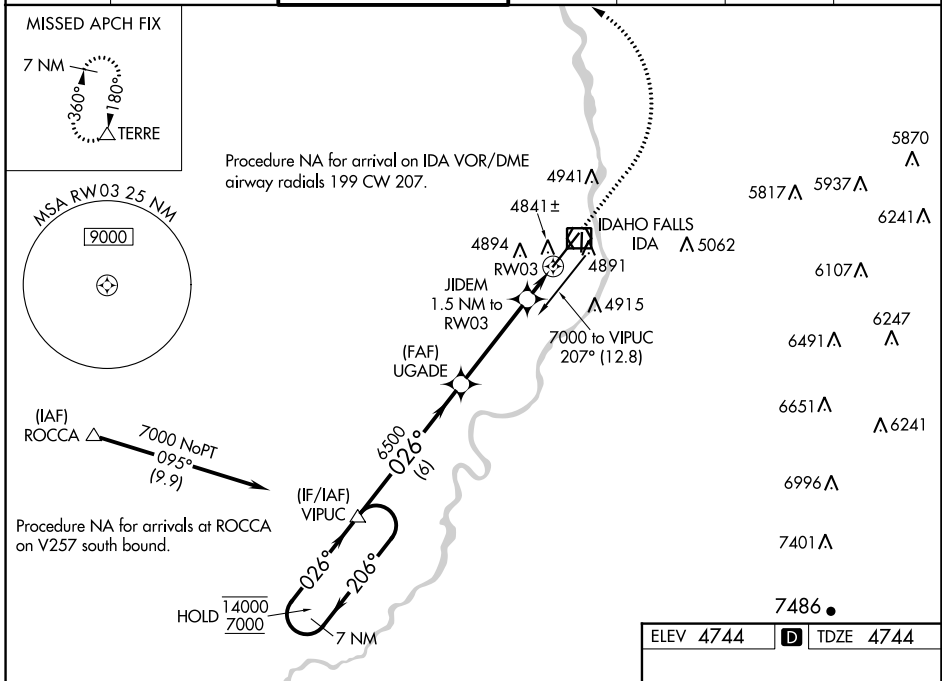 MISSED APCH FIX
7 NM
360°
180°
TERRE
Procedure NA for arrival on IDA VOR/DME
airway radials 199 CW 207.
MSA RW03 25 NM
9000
4941
4841±
4894
RW03
IDAHO FALLS
IDA
4891
5062
4915
5870
5817
5937
6241
6107
6491
6247
6651
6241
6996
7401
7486
JIDEM
1.5 NM to
RW03
7000 to VIPUC
207° (12.8)
(FAF)
UGADE
6500
026°
(6)
(IAF)
ROCCA
7000 NoPT
095°
(9.9)
(IF/IAF)
VIPUC
Procedure NA for arrivals at ROCCA
on V257 south bound.
026°
206°
HOLD
14000
7000
7 NM
ELEV 4744
D
TDZE 4744